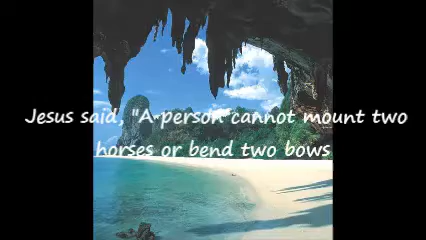 Jesus said, "A person cannot mount two
horses or bend two bows